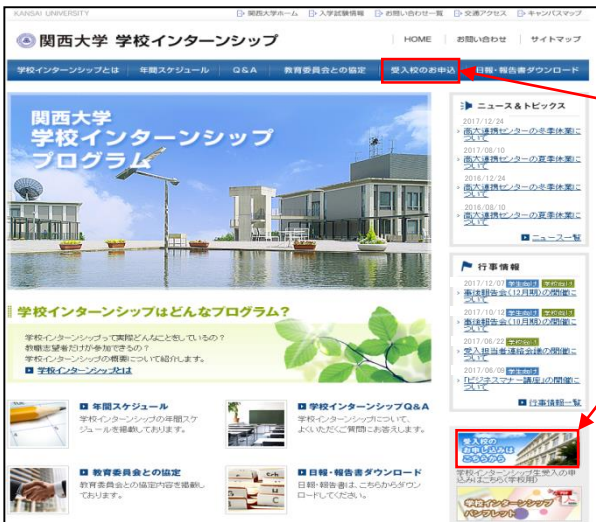 KANSAI UNIVERSITY
関西大学ホーム 入学試験情報 お問い合わせ一覧 交通アクセス キャンパスマップ
関西大学 学校インターンシップ
HOME お問い合わせ サイトマップ
学校インターンシップとは 年間スケジュール Q&A 教育委員会との協定 受入校のお申込 日報・報告書ダウンロード
関西大学
学校インターンシップ
プログラム
学校インターンシップはどんなプログラム?
学校インターンシップって実際どんなことをしているの?
教職志望者だけが参加できるの?
学校インターンシップの概要について紹介します。
学校インターンシップとは
年間スケジュール
学校インターンシップの年間スケ
ジュールを掲載しております。
学校インターンシップQ&A
学校インターンシップについて、
よくいただくご質問にお答えします。
教育委員会との協定
教育委員会との協定内容を掲載し
ております。
日報・報告書ダウンロード
日報・報告書は、こちらからダウン
ロードしてください。
ニュース&トピックス
2017/12/24
高大連携センターの冬季休業に
ついて
2017/08/10
高大連携センターの夏季休業に
ついて
2016/12/24
高大連携センターの冬季休業に
ついて
2016/08/10
高大連携センターの夏季休業に
ついて
ニュース一覧
行事情報
2017/12/07 学生向け 学校向け
事後報告会(12月期)の開催に
ついて
2017/10/12 学生向け 学校向け
事後報告会(10月期)の開催に
ついて
2017/06/22 学校向け
受入担当者連絡会議の開催に
ついて
2017/06/09 学生向け
「ビジネスマナー講座」の開催に
ついて
行事情報一覧
受入校の
お申し込みは
こちらから
学校インターンシップ生受入の申
込みはこちら(学校用)
学校インターンシップ
パンフレット